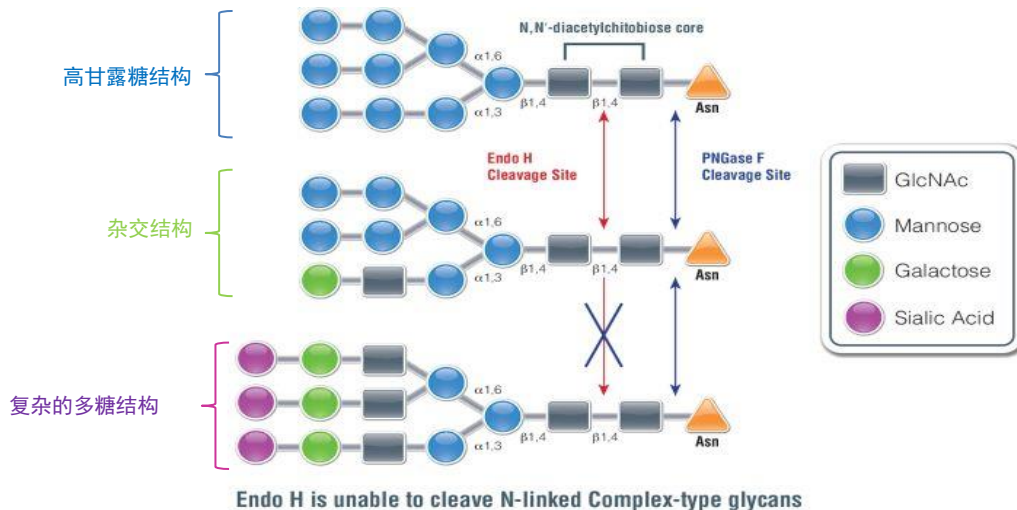 N,N'-diacetylchitobiose core
高甘露糖结构
α1,6
α1,3
β1,4
β1,4
Asn
Endo H
Cleavage Site
PNGase F
Cleavage Site
杂交结构
α1,6
α1,3
β1,4
β1,4
Asn
复杂的多糖结构
α1,6
α1,3
β1,4
β1,4
Asn
GlcNAc
Mannose
Galactose
Sialic Acid
Endo H is unable to cleave N-linked Complex-type glycans